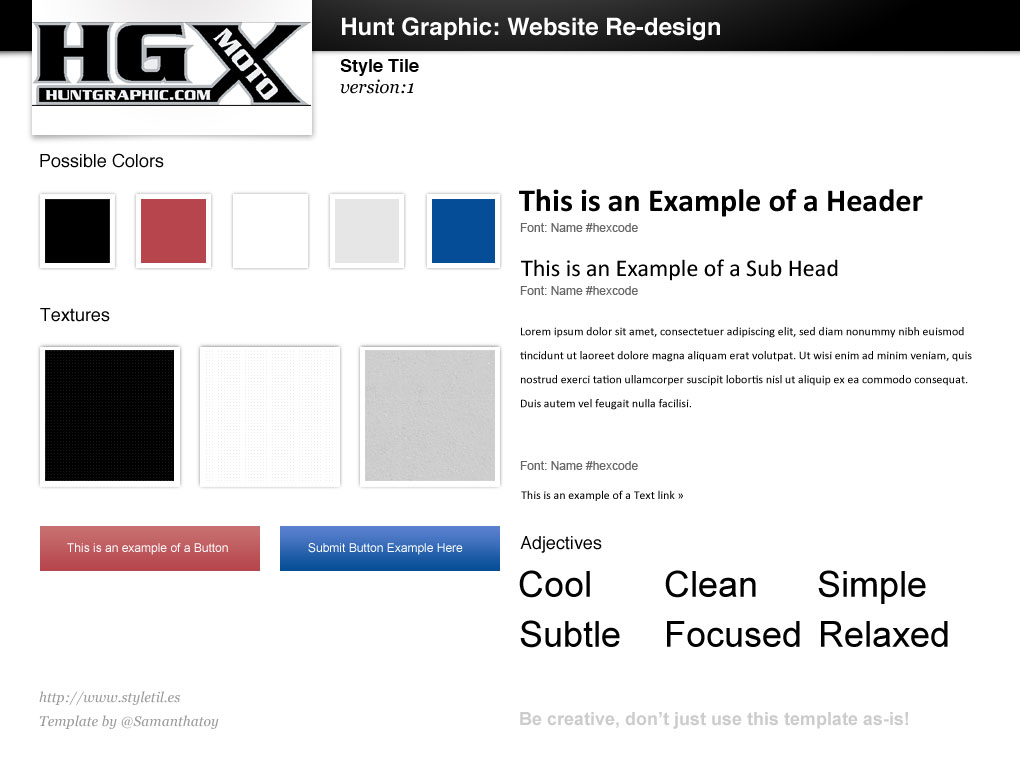 HGX
MOTO
HUNTGRAPHIC.COM
Hunt Graphic: Website Re-design
Style Tile
version:1
Possible Colors
Textures
This is an example of a Button
Submit Button Example Here
http://www.styletil.es
Template by @Samanthatoy
This is an Example of a Header
Font: Name #hexcode
This is an Example of a Sub Head
Font: Name #hexcode
Lorem ipsum dolor sit amet, consectetuer adipiscing elit, sed diam nonummy nibh euismod
tincidunt ut laoreet dolore magna aliquam erat volutpat. Ut wisi enim ad minim veniam, quis
nostrud exerci tation ullamcorper suscipit lobortis nisl ut aliquip ex ea commodo consequat.
Duis autem vel feugait nulla facilisi.
Font: Name #hexcode
This is an example of a Text link »
Adjectives
Cool Clean Simple
Subtle Focused Relaxed
Be creative, don’t just use this template as-is!